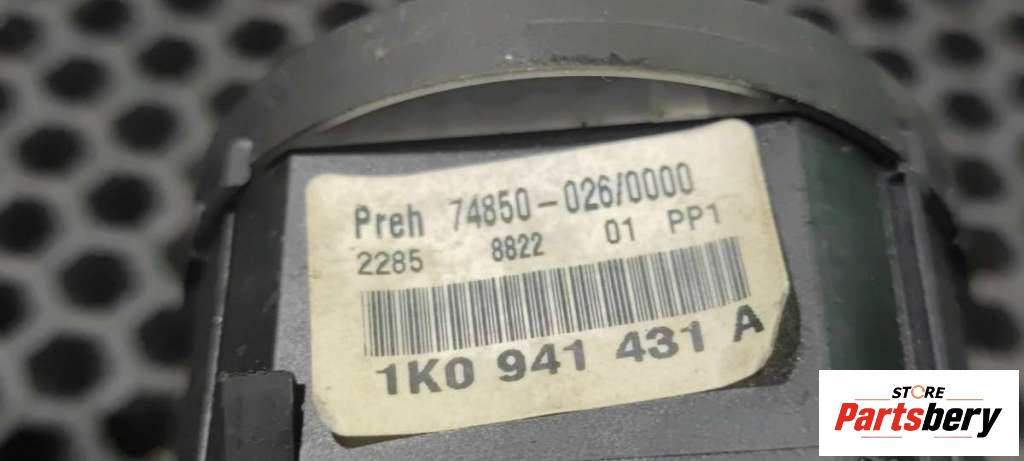 Preh 74850-026/0000
2285 8822 01 PP1
1K0 941 431 A
STORE
Partsbery